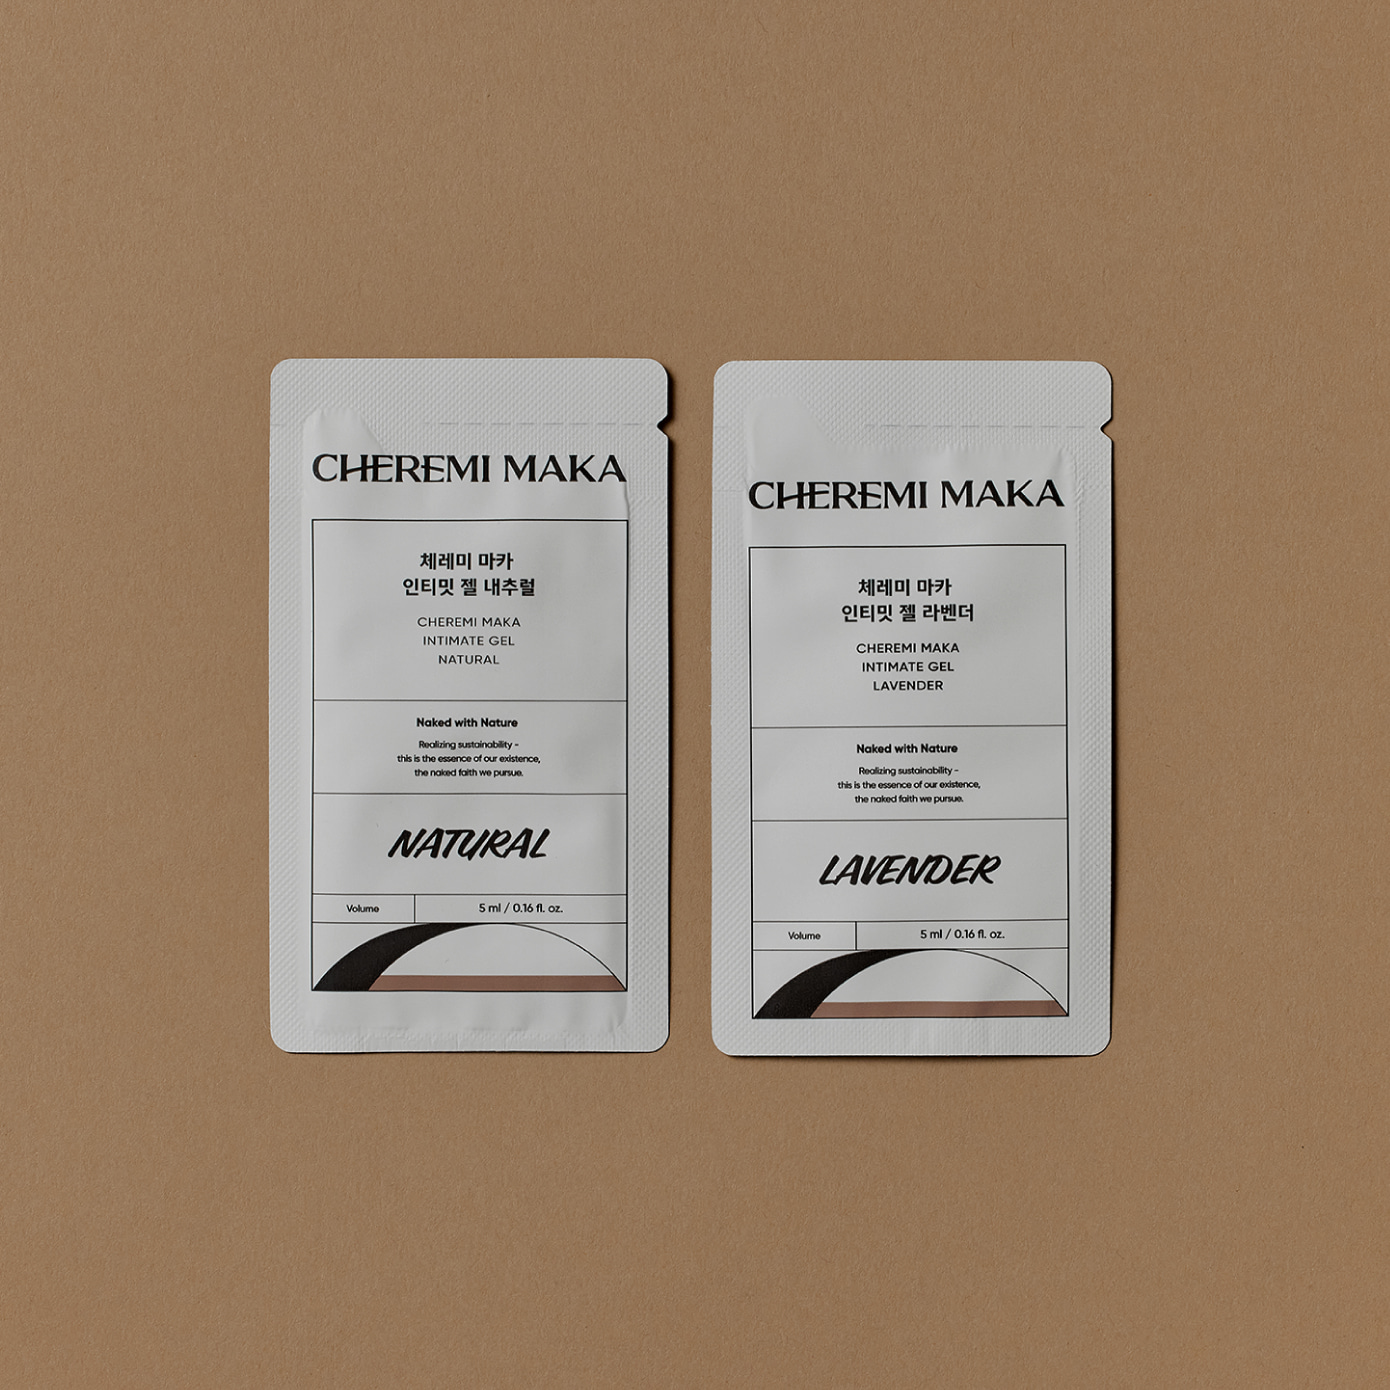 CHEREMI MAKA
체레미 마카
인티밋 젤 내추럴
CHEREMI MAKA
INTIMATE GEL
NATURAL
Naked with Nature
Realizing sustainability -
this is the essence of our existence,
the naked faith we pursue.
NATURAL
Volume 5 ml / 0.16 fl. oz.
CHEREMI MAKA
체레미 마카
인티밋 젤 라벤더
CHEREMI MAKA
INTIMATE GEL
LAVENDER
Naked with Nature
Realizing sustainability -
this is the essence of our existence,
the naked faith we pursue.
LAVENDER
Volume 5 ml / 0.16 fl. oz.